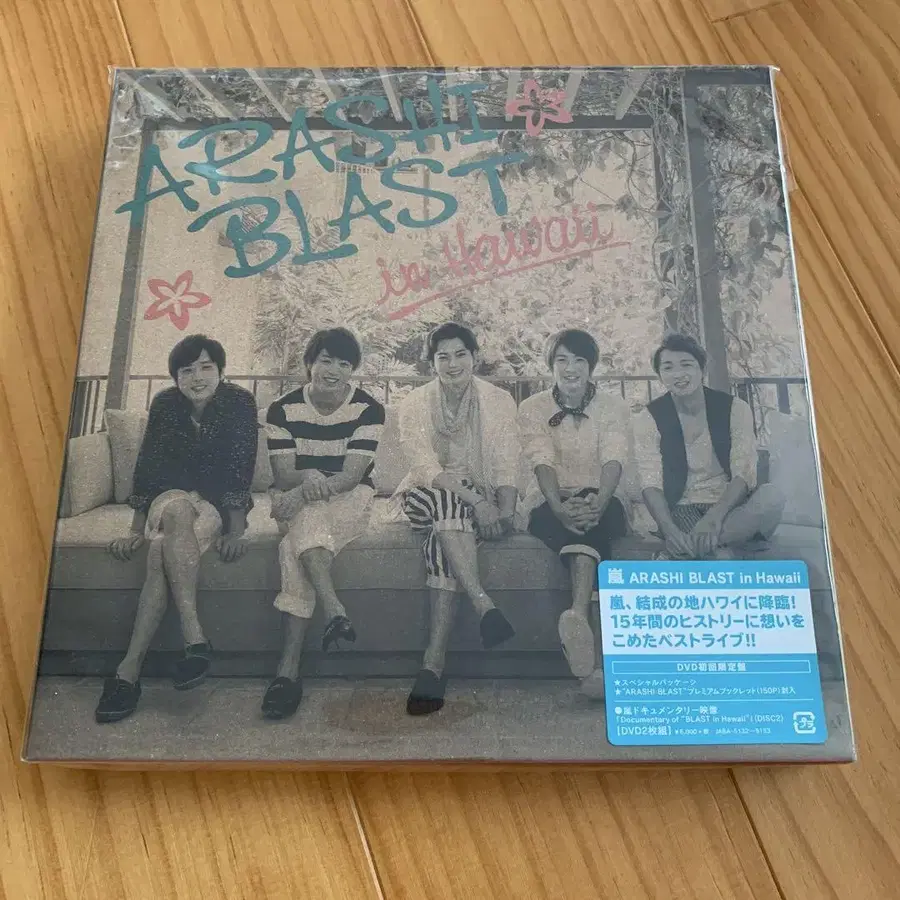 ARASHI
BLAST
in Hawaii
嵐 ARASHI BLAST in Hawaii
嵐、結成の地ハワイに降臨!
15年間のヒストリーに想いを
こめたベストライブ!!
DVD初回限定盤
★スペシャルパッケージ
★"ARASHI BLAST"プレミアムブックレット(150P)封入
●嵐ドキュメンタリー映像
「Documentary of "BLAST in Hawaii"」(DISC2)
[DVD2枚組] ¥6,000+税
プラ